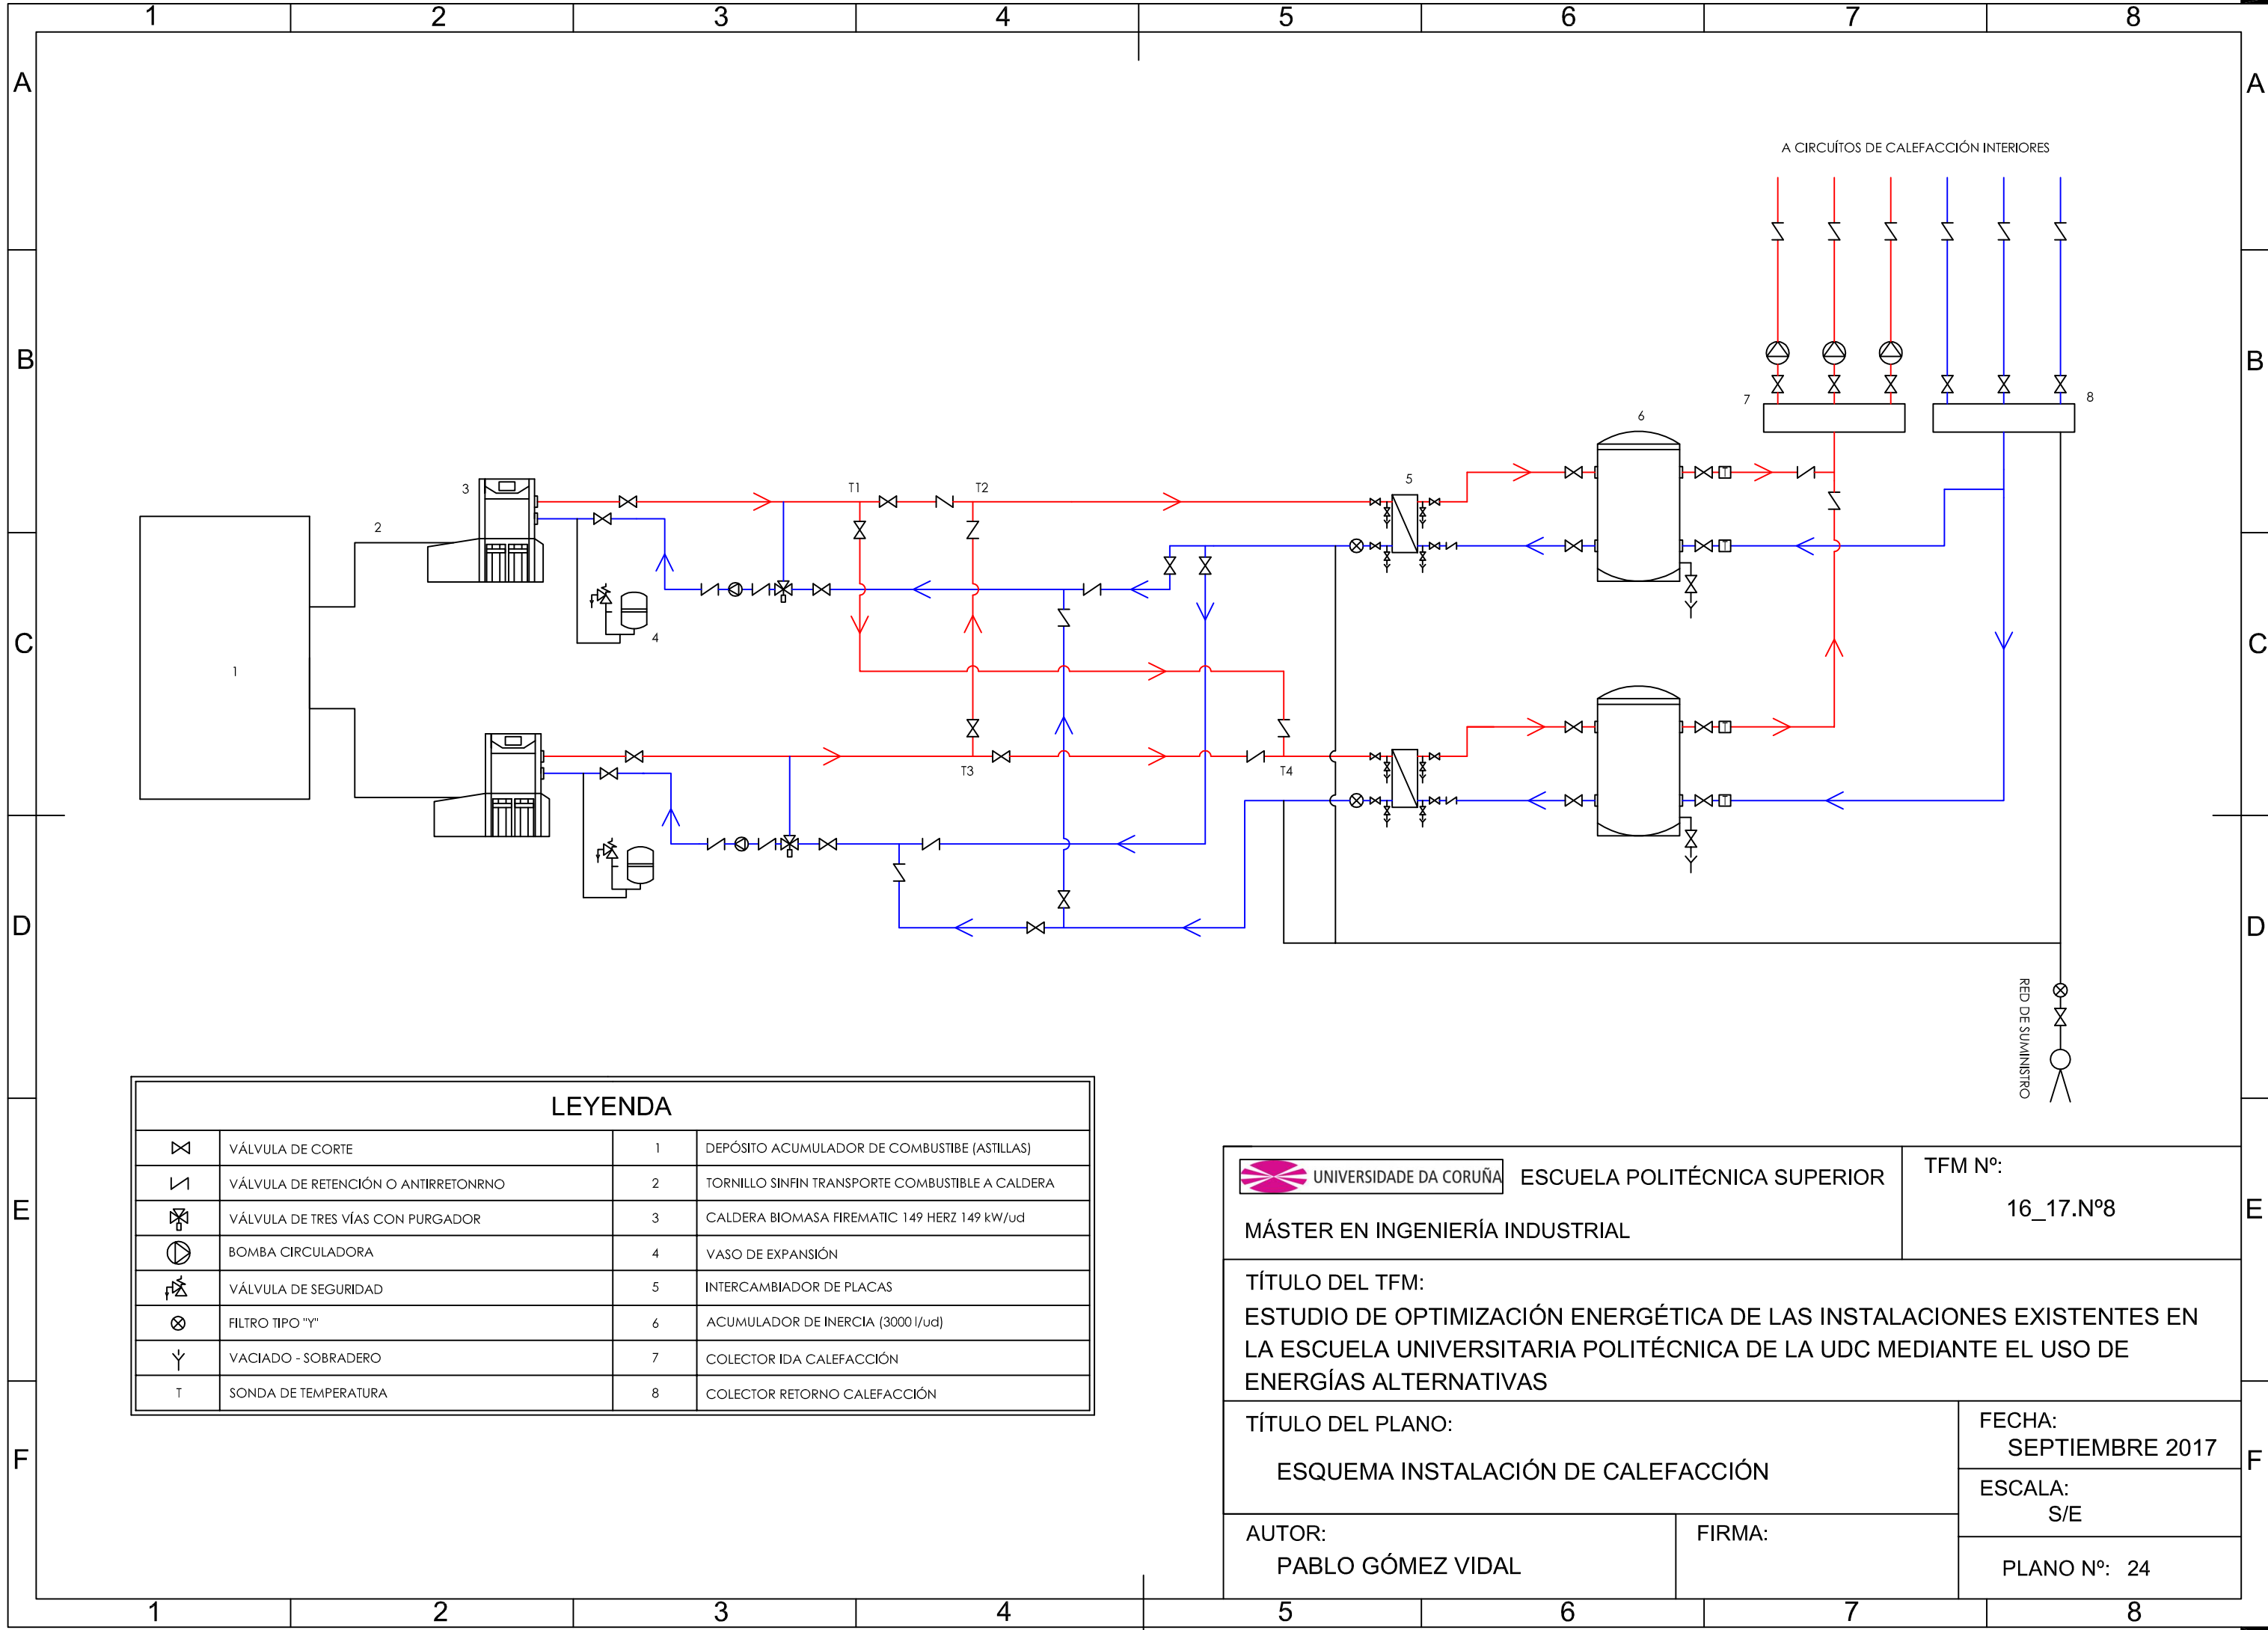 1 2 3 4 5 6 7 8
A A
A CIRCUÍTOS DE CALEFACCIÓN INTERIORES
B B
7 8
6
3 T1 T2 5
2
C C
1 4
T3 T4
D D
RED DE SUMINISTRO
LEYENDA
VÁLVULA DE CORTE 1 DEPÓSITO ACUMULADOR DE COMBUSTIBE (ASTILLAS)
VÁLVULA DE RETENCIÓN O ANTIRRETONRNO 2 TORNILLO SINFIN TRANSPORTE COMBUSTIBLE A CALDERA
VÁLVULA DE TRES VÍAS CON PURGADOR 3 CALDERA BIOMASA FIREMATIC 149 HERZ 149 kW/ud
BOMBA CIRCULADORA 4 VASO DE EXPANSIÓN
VÁLVULA DE SEGURIDAD 5 INTERCAMBIADOR DE PLACAS
FILTRO TIPO "Y" 6 ACUMULADOR DE INERCIA (3000 l/ud)
VACIADO - SOBRADERO 7 COLECTOR IDA CALEFACCIÓN
T SONDA DE TEMPERATURA 8 COLECTOR RETORNO CALEFACCIÓN
E E
F F
UNIVERSIDADE DA CORUÑA ESCUELA POLITÉCNICA SUPERIOR
MÁSTER EN INGENIERÍA INDUSTRIAL
TFM Nº:
16_17.Nº8
TÍTULO DEL TFM:
ESTUDIO DE OPTIMIZACIÓN ENERGÉTICA DE LAS INSTALACIONES EXISTENTES EN
LA ESCUELA UNIVERSITARIA POLITÉCNICA DE LA UDC MEDIANTE EL USO DE
ENERGÍAS ALTERNATIVAS
TÍTULO DEL PLANO:
ESQUEMA INSTALACIÓN DE CALEFACCIÓN
FECHA:
SEPTIEMBRE 2017
ESCALA:
S/E
AUTOR:
PABLO GÓMEZ VIDAL
FIRMA:
PLANO Nº: 24
1 2 3 4 5 6 7 8